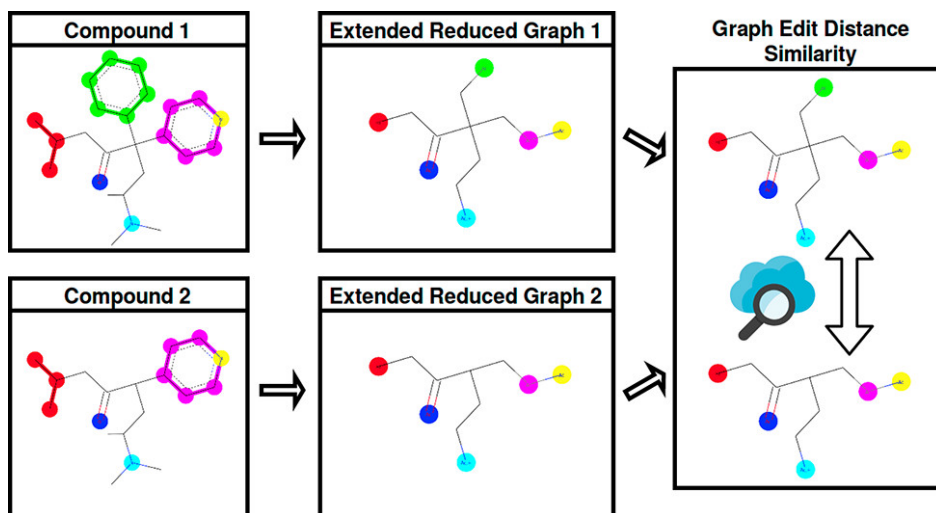 Compound 1
Extended Reduced Graph 1
Graph Edit Distance
Similarity
Compound 2
Extended Reduced Graph 2